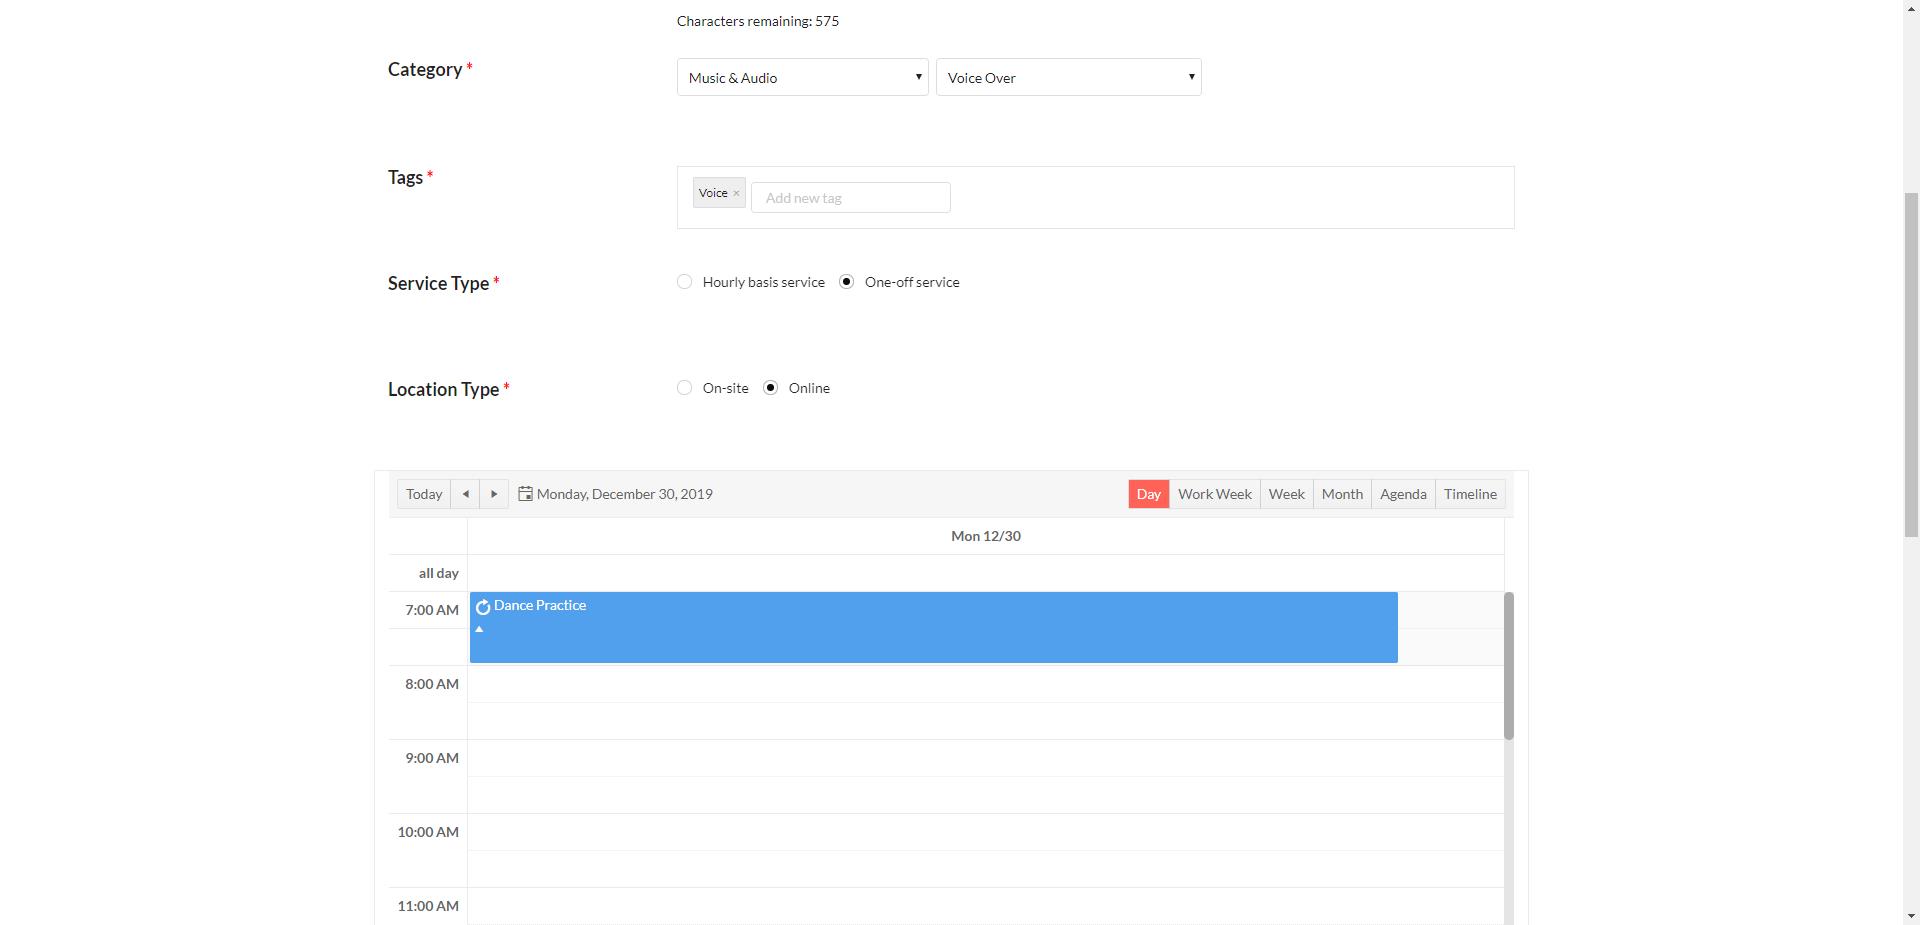 Characters remaining: 575
Category *
Music & Audio
Voice Over
Tags *
Voice ×
Add new tag
Service Type *
Hourly basis service
One-off service
Location Type *
On-site
Online
Today
Monday, December 30, 2019
Day
Work Week
Week
Month
Agenda
Timeline
Mon 12/30
all day
7:00 AM
Dance Practice
8:00 AM
9:00 AM
10:00 AM
11:00 AM